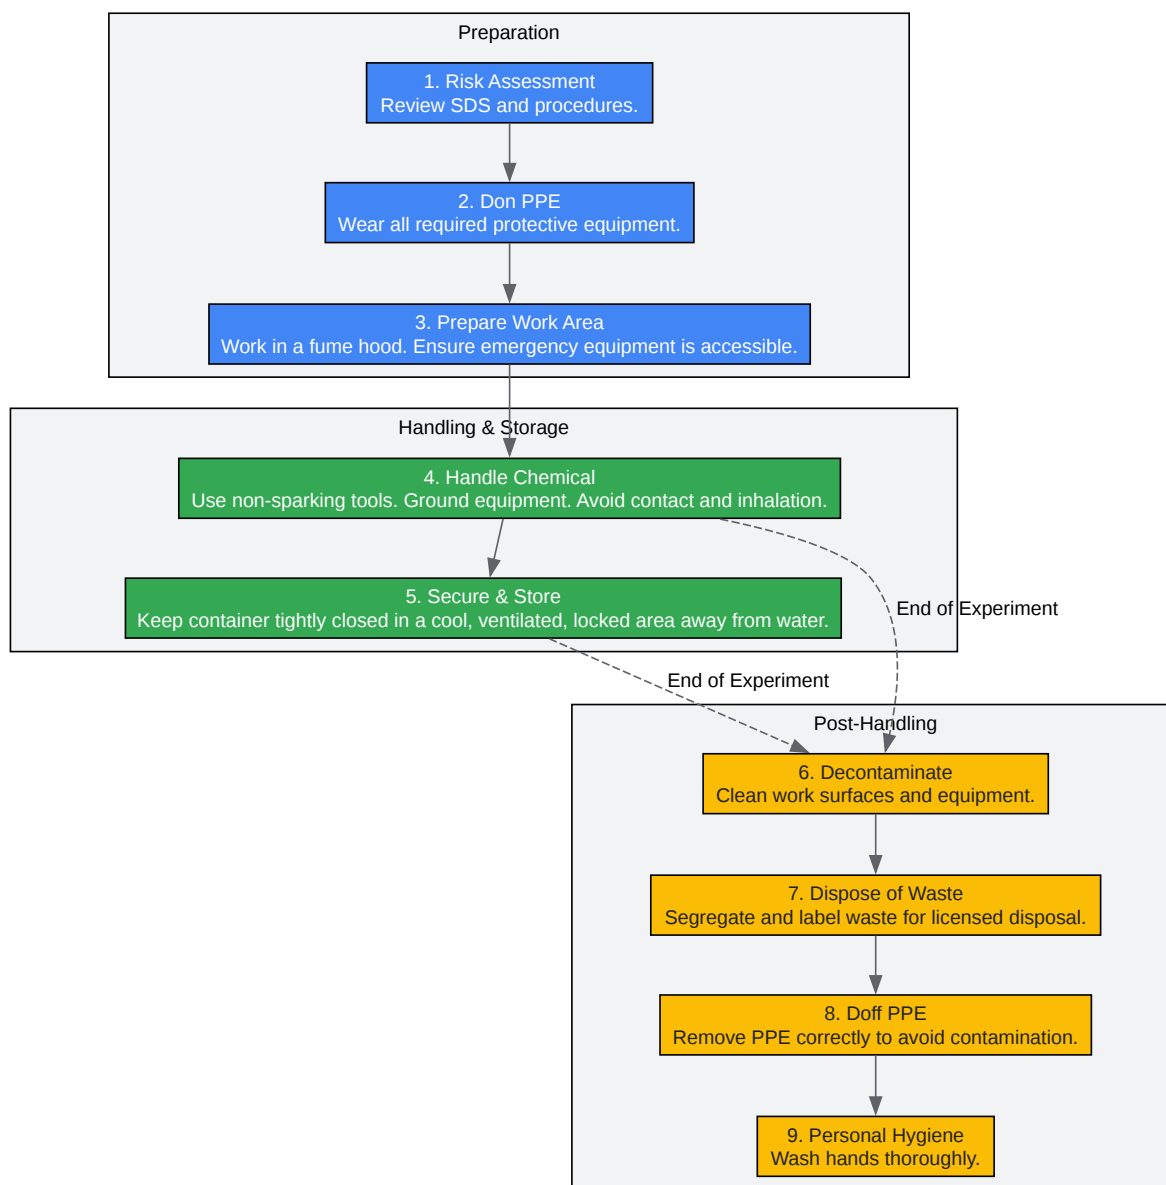 Preparation
1. Risk Assessment
Review SDS and procedures.
2. Don PPE
Wear all required protective equipment.
3. Prepare Work Area
Work in a fume hood. Ensure emergency equipment is accessible.
Handling & Storage
4. Handle Chemical
Use non-sparking tools. Ground equipment. Avoid contact and inhalation.
5. Secure & Store
Keep container tightly closed in a cool, ventilated, locked area away from water.
End of Experiment
End of Experiment
Post-Handling
6. Decontaminate
Clean work surfaces and equipment.
7. Dispose of Waste
Segregate and label waste for licensed disposal.
8. Doff PPE
Remove PPE correctly to avoid contamination.
9. Personal Hygiene
Wash hands thoroughly.